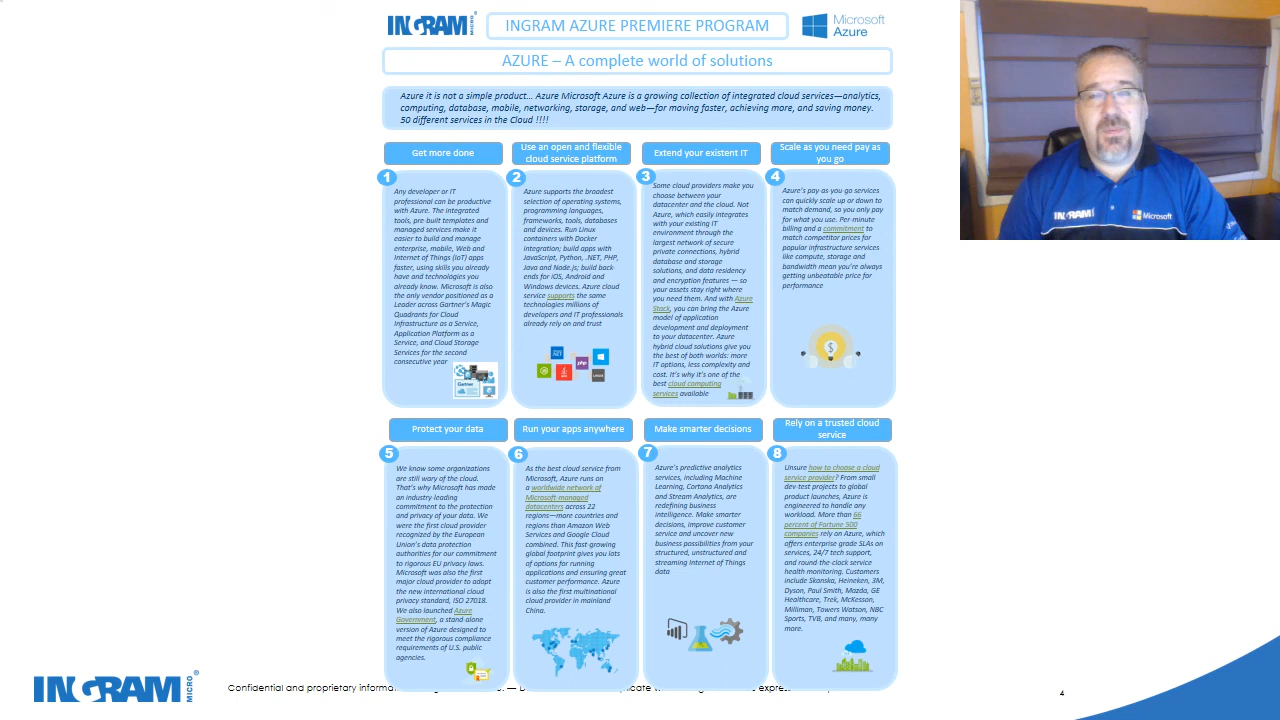 INGRAM MICRO ®
INGRAM AZURE PREMIERE PROGRAM
Microsoft
Azure
AZURE – A complete world of solutions
Azure it is not a simple product... Azure Microsoft Azure is a growing collection of integrated cloud services—analytics,
computing, database, mobile, networking, storage, and web—for moving faster, achieving more, and saving money.
50 different services in the Cloud !!!!
Get more done
1
Any developer or IT
professional can be productive
with Azure. The integrated
tools, pre-built templates and
managed services make it
easier to build and manage
enterprise, mobile, Web and
Internet of Things (IoT) apps
faster, using skills you already
have and technologies you
already know. Microsoft is also
the only vendor positioned as a
Leader across Gartner's Magic
Quadrants for Cloud
Infrastructure as a Service,
Application Platform as a
Service, and Cloud Storage
Services for the second
consecutive year
Gartner
Use an open and flexible
cloud service platform
2
Azure supports the broadest
selection of operating systems,
programming languages,
frameworks, tools, databases
and devices. Run Linux
containers with Docker
integration; build apps with
JavaScript, Python, .NET, PHP,
Java and Node.js; build back-
ends for iOS, Android and
Windows devices. Azure cloud
service supports the same
technologies millions of
developers and IT professionals
already rely on and trust
php
Extend your existent IT
3
Some cloud providers make you
choose between your
datacenter and the cloud. Not
Azure, which easily integrates
with your existing IT
environment through the
largest network of secure
private connections, hybrid
database and storage
solutions, and data residency
and encryption features — so
your assets stay right where
you need them. And with Azure
Stack, you can bring the Azure
model of application
development and deployment
to your datacenter. Azure
hybrid cloud solutions give you
the best of both worlds: more
IT options, less complexity and
cost. It's why it's one of the
best cloud computing
services available
Scale as you need pay as
you go
4
Azure's pay-as-you-go services
can quickly scale up or down to
match demand, so you only pay
for what you use. Per-minute
billing and a commitment to
match competitor prices for
popular infrastructure services
like compute, storage and
bandwidth mean you're always
getting unbeatable price for
performance
$
Protect your data
5
We know some organizations
are still wary of the cloud.
That's why Microsoft has made
an industry leading
commitment to the protection
and privacy of your data. We
were the first cloud provider
recognized by the European
Union's data protection
authorities for our commitment
to rigorous EU privacy laws.
Microsoft was also the first
major cloud provider to adopt
the new international cloud
privacy standard, ISO 27018.
We also launched Azure
Government, a stand-alone
version of Azure designed to
meet the rigorous compliance
requirements of U.S. public
agencies.
Run your apps anywhere
6
As the best cloud service from
Microsoft, Azure runs on
a worldwide network of
Microsoft-managed
datacenters across 22
regions—more countries and
regions than Amazon Web
Services and Google Cloud
combined. This fast-growing
global footprint gives you lots
of options for running
applications and ensuring great
customer performance. Azure
is also the first multinational
cloud provider in mainland
China.
Make smarter decisions
7
Azure's predictive analytics
services, including Machine
Learning, Cortana Analytics
and Stream Analytics, are
redefining business
intelligence. Make smarter
decisions, improve customer
service and uncover new
business possibilities from your
structured, unstructured and
streaming Internet of Things
data
Rely on a trusted cloud
service
8
Unsure how to choose a cloud
service provider? From small
dev-test projects to global
product launches, Azure is
engineered to handle any
workload. More than 66
percent of Fortune 500
companies rely on Azure, which
offers enterprise grade SLAs on
services, 24/7 tech support,
and round-the-clock service
health monitoring. Customers
include Skanska, Heineken, 3M,
Dyson, Paul Smith, Mazda, GE
Healthcare, Trek, McKesson,
Milliman, Towers Watson, NBC
Sports, TVB, and many, many
more.
INGRAM
Microsoft
INGRAM MICRO ®
Confidential and proprietary
4